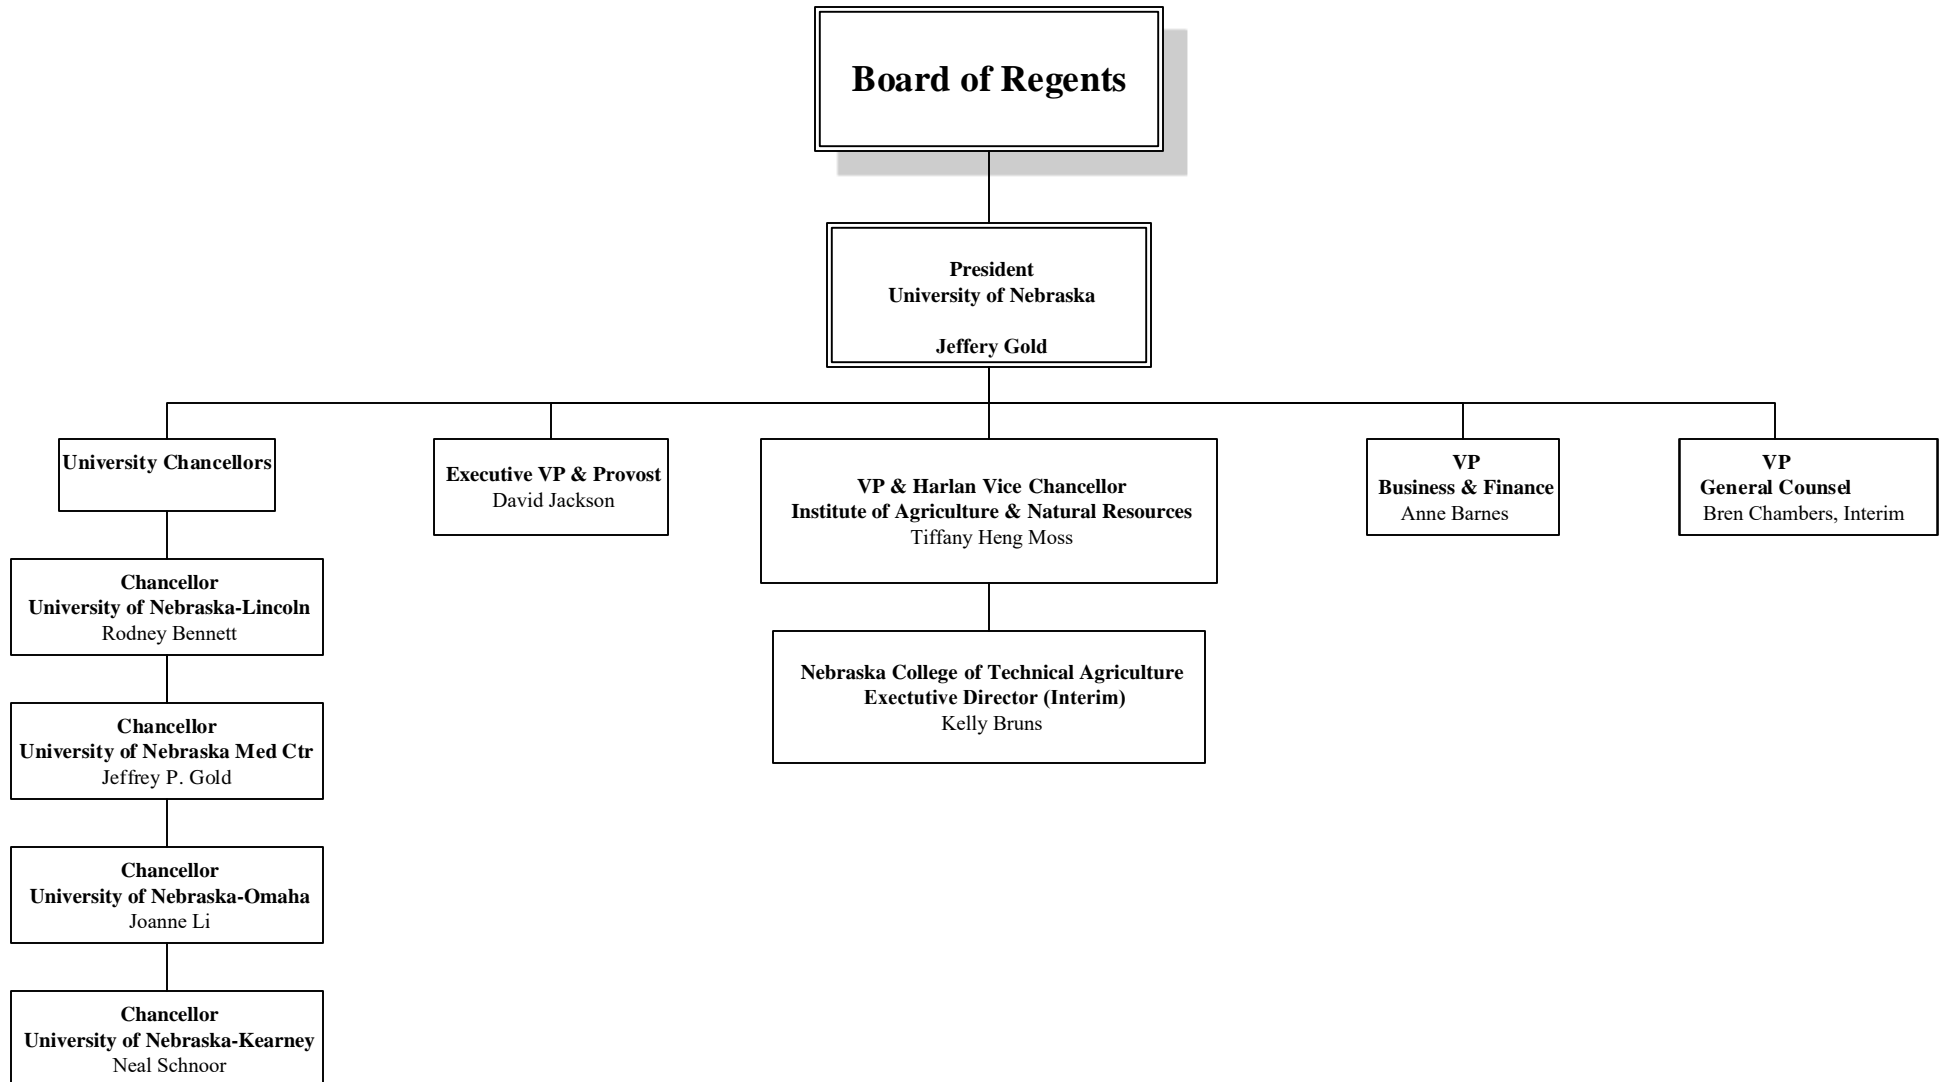 Board of Regents
President
University of Nebraska
Jeffery Gold
University Chancellors
Executive VP & Provost
David Jackson
VP & Harlan Vice Chancellor
Institute of Agriculture & Natural Resources
Tiffany Heng Moss
VP
Business & Finance
Anne Barnes
VP
General Counsel
Bren Chambers, Interim
Chancellor
University of Nebraska-Lincoln
Rodney Bennett
Nebraska College of Technical Agriculture
Exectutive Director (Interim)
Kelly Bruns
Chancellor
University of Nebraska Med Ctr
Jeffrey P. Gold
Chancellor
University of Nebraska-Omaha
Joanne Li
Chancellor
University of Nebraska-Kearney
Neal Schnoor